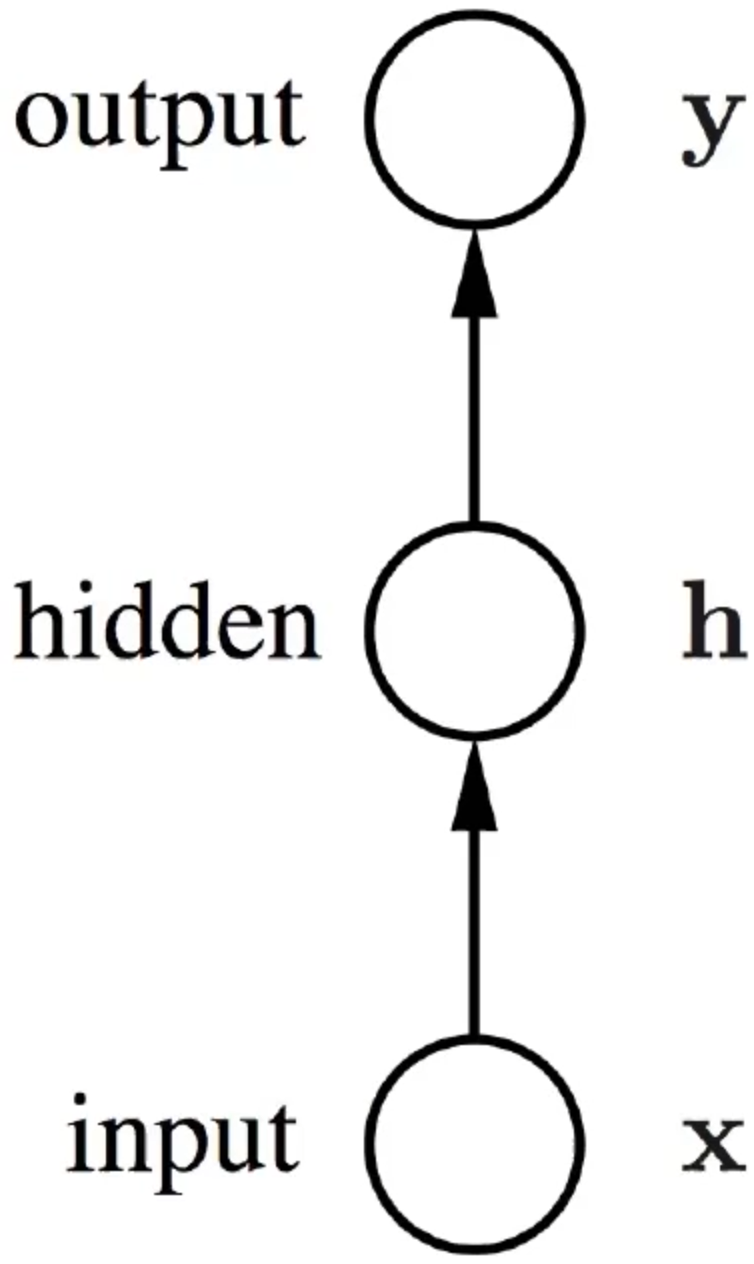 output y
hidden h
input x